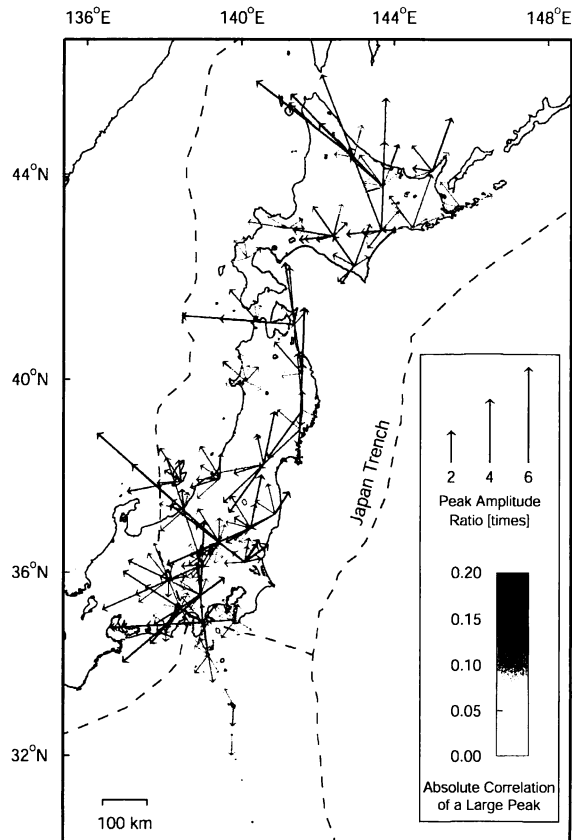 136°E 140°E 144°E 148°E
44°N
40°N
36°N
32°N
Japan Trench
2 4 6
Peak Amplitude
Ratio [times]
0.20
0.15
0.10
0.05
0.00
Absolute Correlation
of a Large Peak
100 km